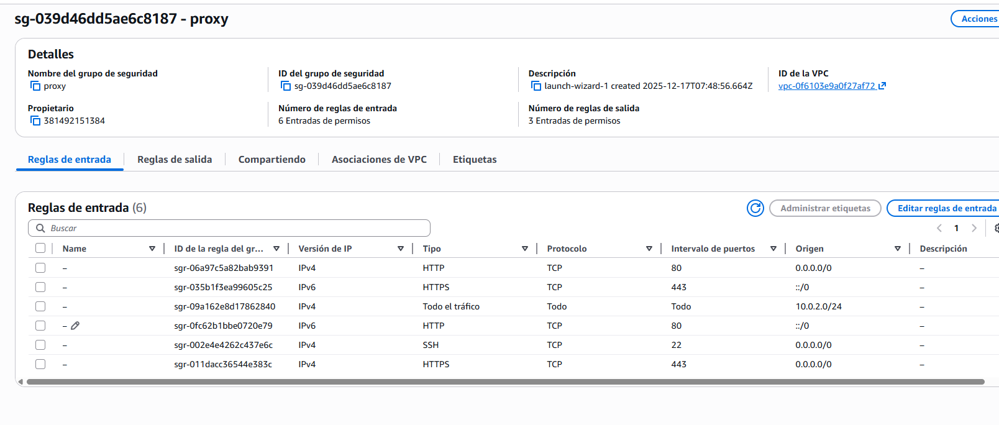 sg-039d46dd5ae6c8187 - proxy
Acciones
Detalles
Nombre del grupo de seguridad
proxy
ID del grupo de seguridad
sg-039d46dd5ae6c8187
Descripción
launch-wizard-1 created 2025-12-17T07:48:56.664Z
ID de la VPC
vpc-0f6103e9a0f27af72
Propietario
381492151384
Número de reglas de entrada
6 Entradas de permisos
Número de reglas de salida
3 Entradas de permisos
Reglas de entrada Reglas de salida Compartiendo Asociaciones de VPC Etiquetas
Reglas de entrada (6)
Administrar etiquetas
Editar reglas de entrada
Buscar
1
Name ID de la regla del gr... Versión de IP Tipo Protocolo Intervalo de puertos Origen Descripción
– sgr-06a97c5a82bab9391 IPv4 HTTP TCP 80 0.0.0.0/0 –
– sgr-035b1f3ea99605c25 IPv6 HTTPS TCP 443 ::/0 –
– sgr-09a162e8d17862840 IPv4 Todo el tráfico Todo Todo 10.0.2.0/24 –
– sgr-0fc62b1bbe0720e79 IPv6 HTTP TCP 80 ::/0 –
– sgr-002e4e4262c437e6c IPv4 SSH TCP 22 0.0.0.0/0 –
– sgr-011dacc36544e383c IPv4 HTTPS TCP 443 0.0.0.0/0 –